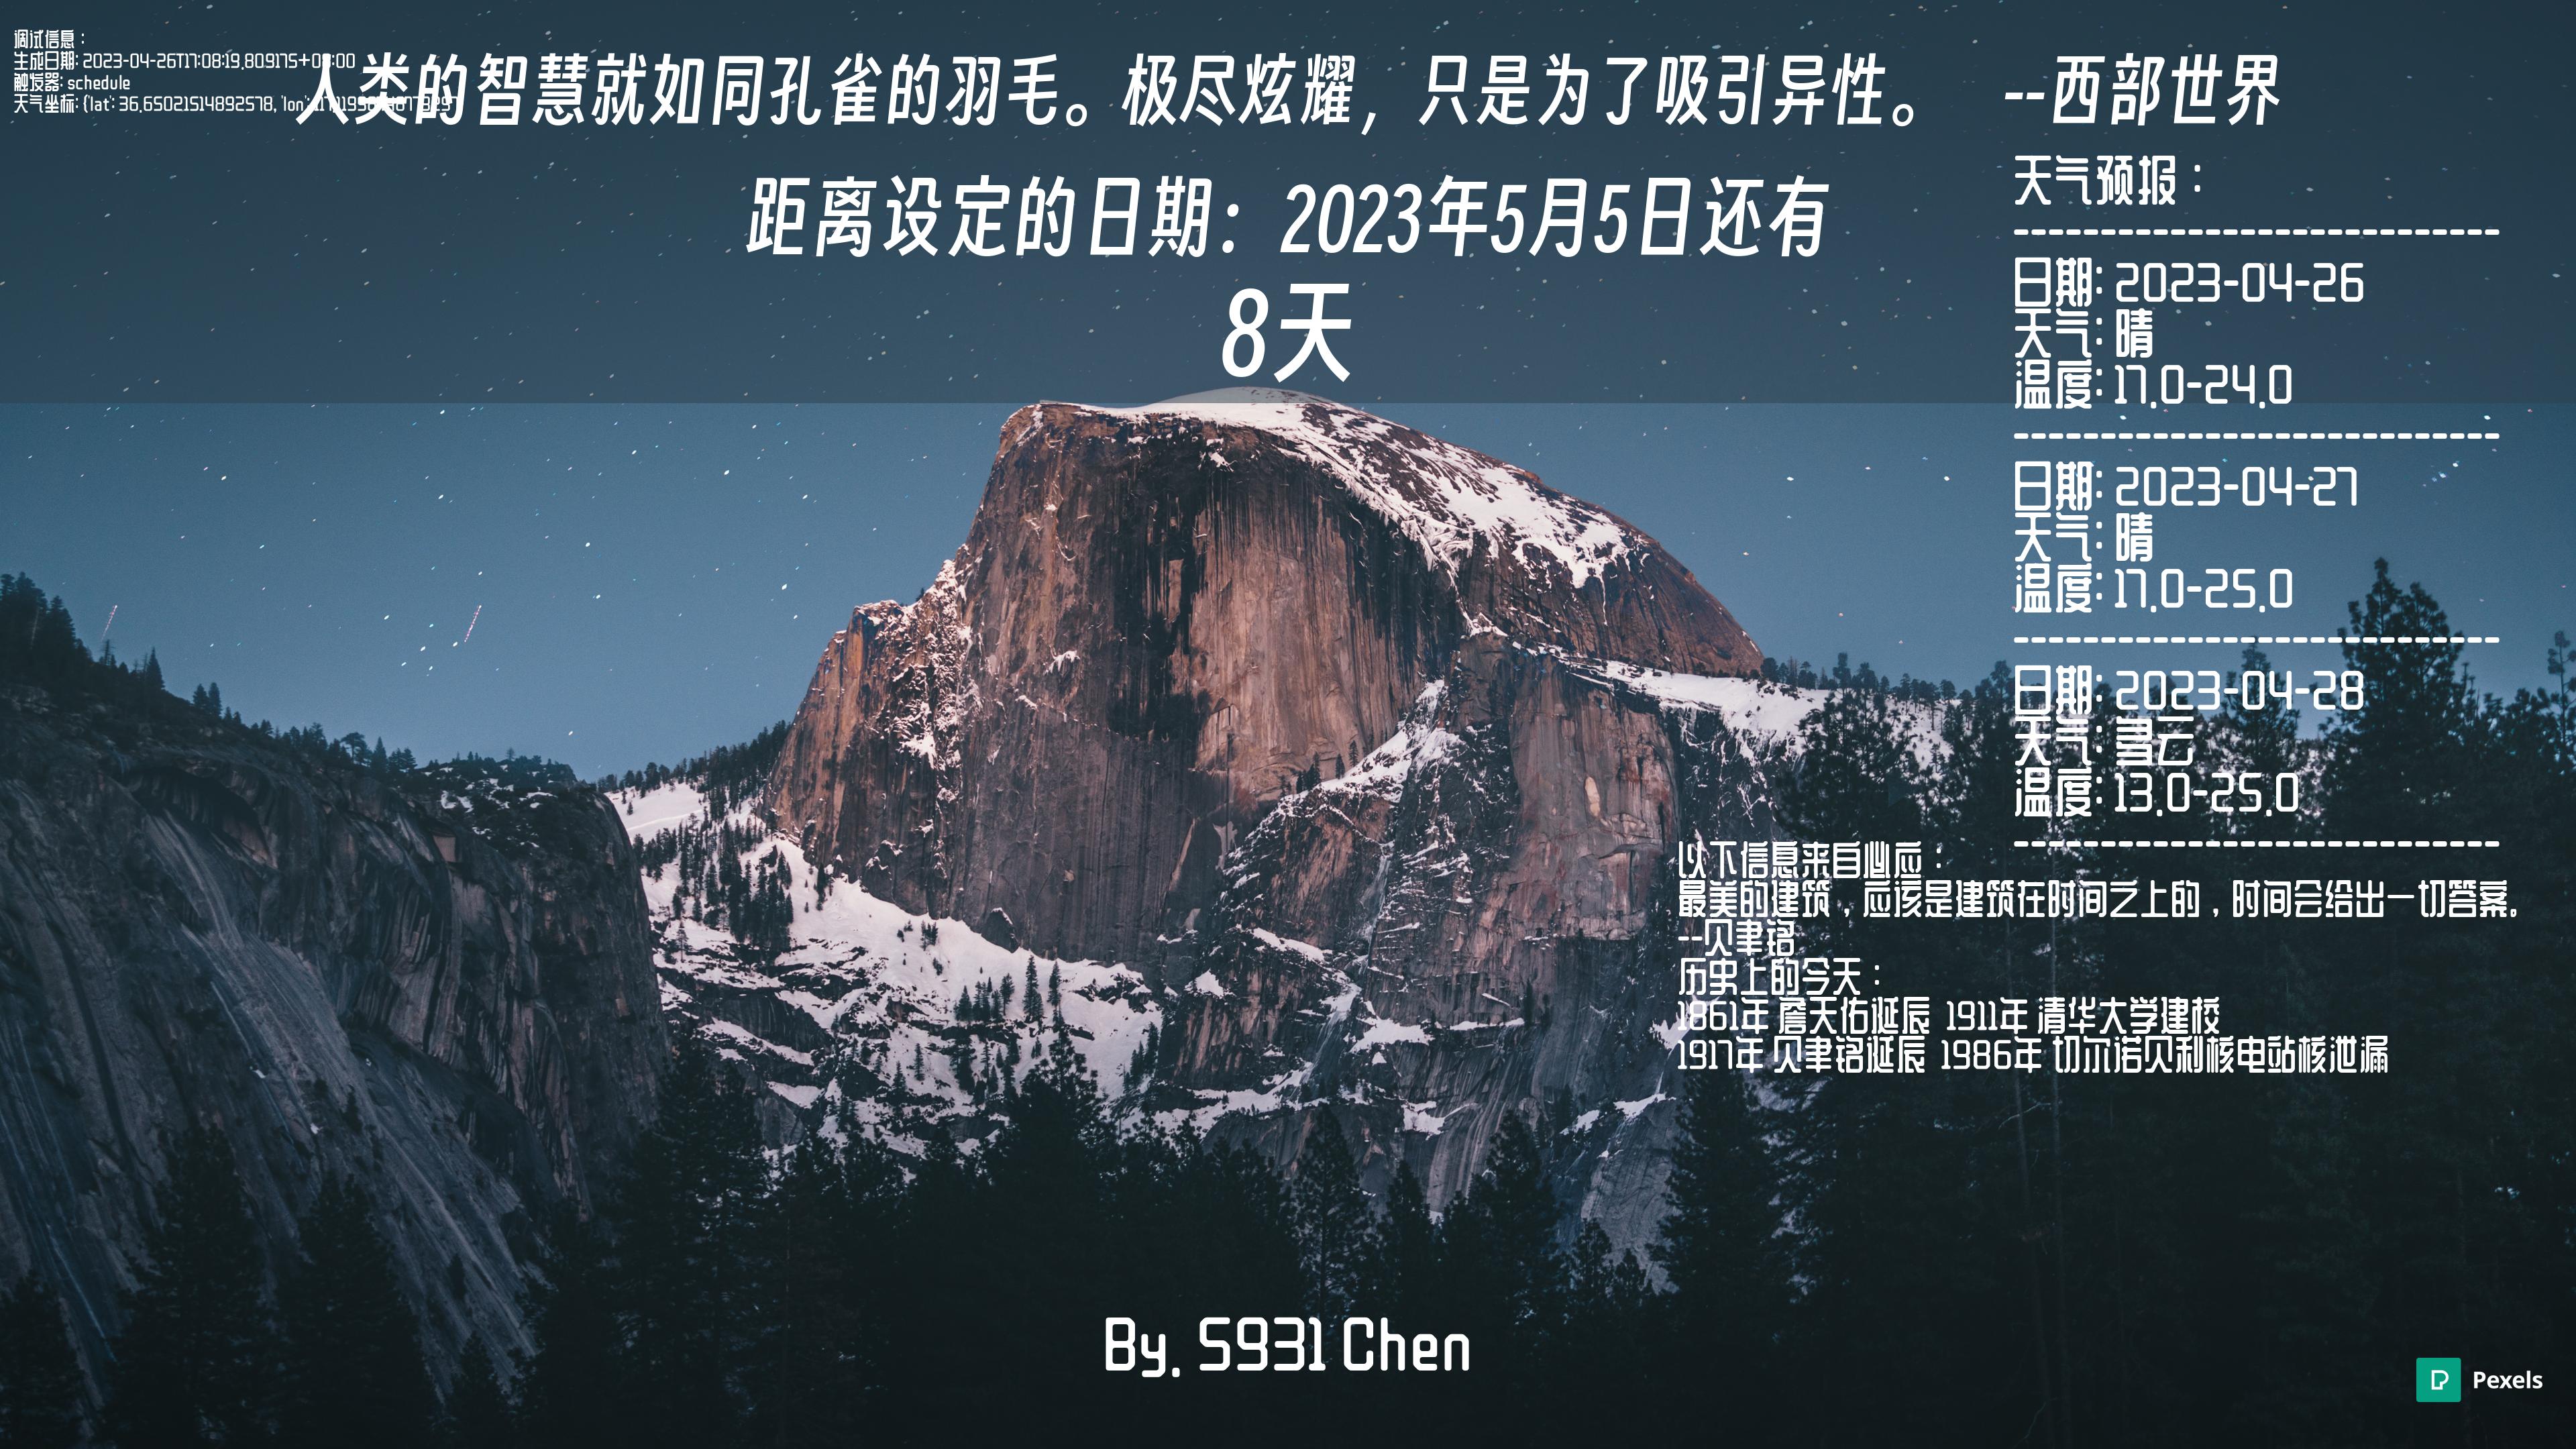 调试信息：
生成日期: 2023-04-26T17:08:19.809175+08:00
触发器: schedule
天气坐标: {'lat': 36.65021514892578, 'lon':
人类的智慧就如同孔雀的羽毛。极尽炫耀，只是为了吸引异性。 --西部世界
距离设定的日期：2023年5月5日还有
8天
天气预报：
----------------------------
日期: 2023-04-26
天气: 晴
温度: 17.0-24.0
----------------------------
日期: 2023-04-27
天气: 晴
温度: 17.0-25.0
----------------------------
日期: 2023-04-28
天气: 多云
温度: 13.0-25.0
----------------------------
以下信息来自必应：
最美的建筑，应该是建筑在时间之上的，时间会给出一切答案。
--贝聿铭
历史上的今天：
1861年 詹天佑诞辰 1911年 清华大学建校
1917年 贝聿铭诞辰 1986年 切尔诺贝利核电站核泄漏
By. S931 Chen
Pexels